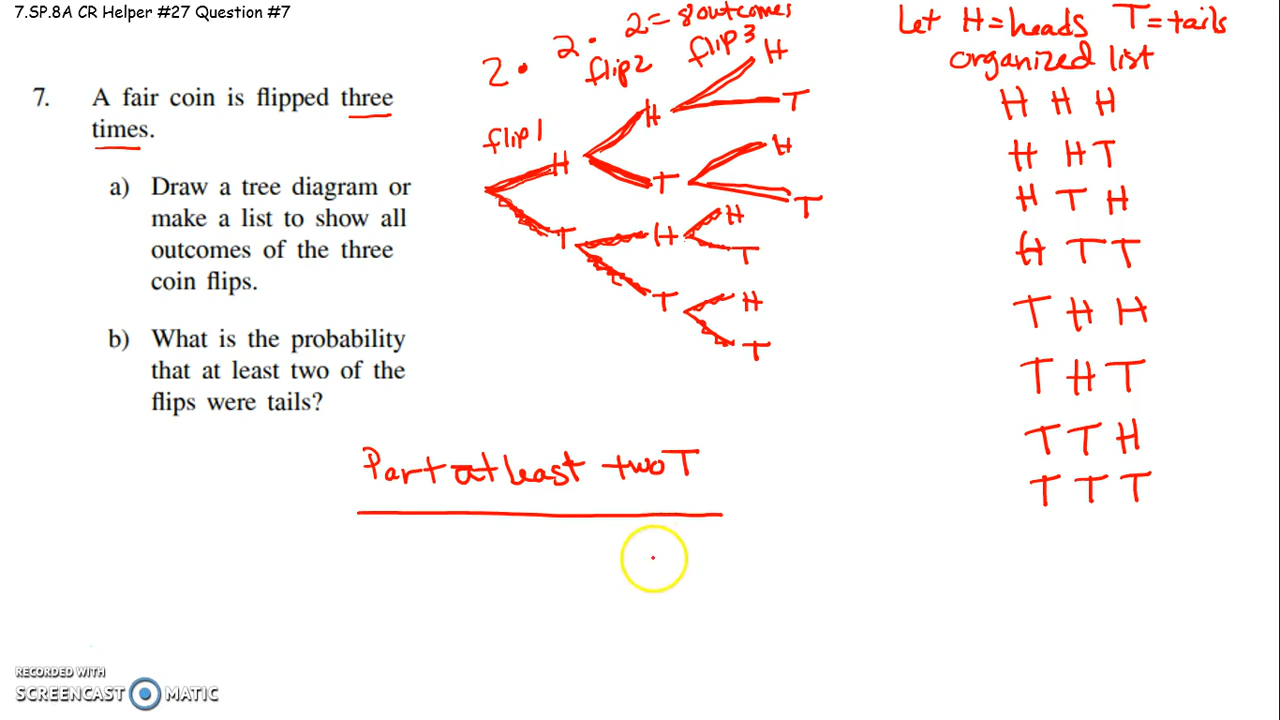 7.SP.8A CR Helper #27 Question #7
7. A fair coin is flipped three
times.
a) Draw a tree diagram or
make a list to show all
outcomes of the three
coin flips.
b) What is the probability
that at least two of the
flips were tails?
2 • 2 • 2 = 8 outcomes
flip 1 flip 2 flip 3
H
H
T
H
H
T
T
H
H
T
T
H
T
T
Let H = heads T = tails
organized list
H H H
H H T
H T H
H T T
T H H
T H T
T T H
T T T
Part at least two T
RECORDED WITH
SCREENCAST MATIC